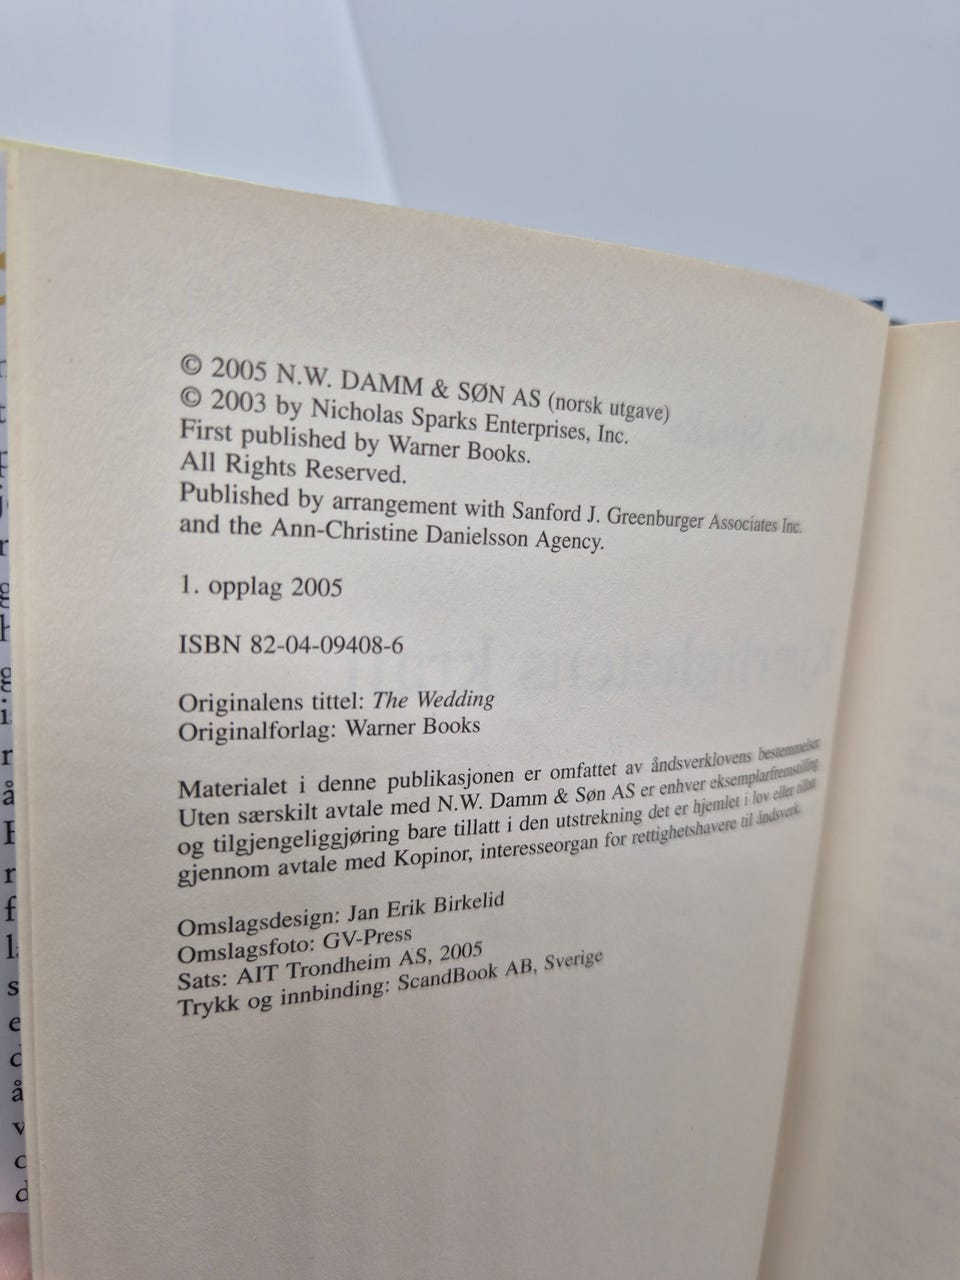 © 2005 N.W. DAMM & SØN AS (norsk utgave)
© 2003 by Nicholas Sparks Enterprises, Inc.
First published by Warner Books.
All Rights Reserved.
Published by arrangement with Sanford J. Greenburger Associates Inc.
and the Ann-Christine Danielsson Agency.
1. opplag 2005
ISBN 82-04-09408-6
Originalens tittel: The Wedding
Originalforlag: Warner Books
Materialet i denne publikasjonen er omfattet av åndsverklovens bestemmelser.
Uten særskilt avtale med N.W. Damm & Søn AS er enhver eksemplarfremstilling
og tilgjengeliggjøring bare tillatt i den utstrekning det er hjemlet i lov eller tillatt
gjennom avtale med Kopinor, interesseorgan for rettighetshavere til åndsverk.
Omslagsdesign: Jan Erik Birkelid
Omslagsfoto: GV-Press
Sats: AIT Trondheim AS, 2005
Trykk og innbinding: ScandBook AB, Sverige